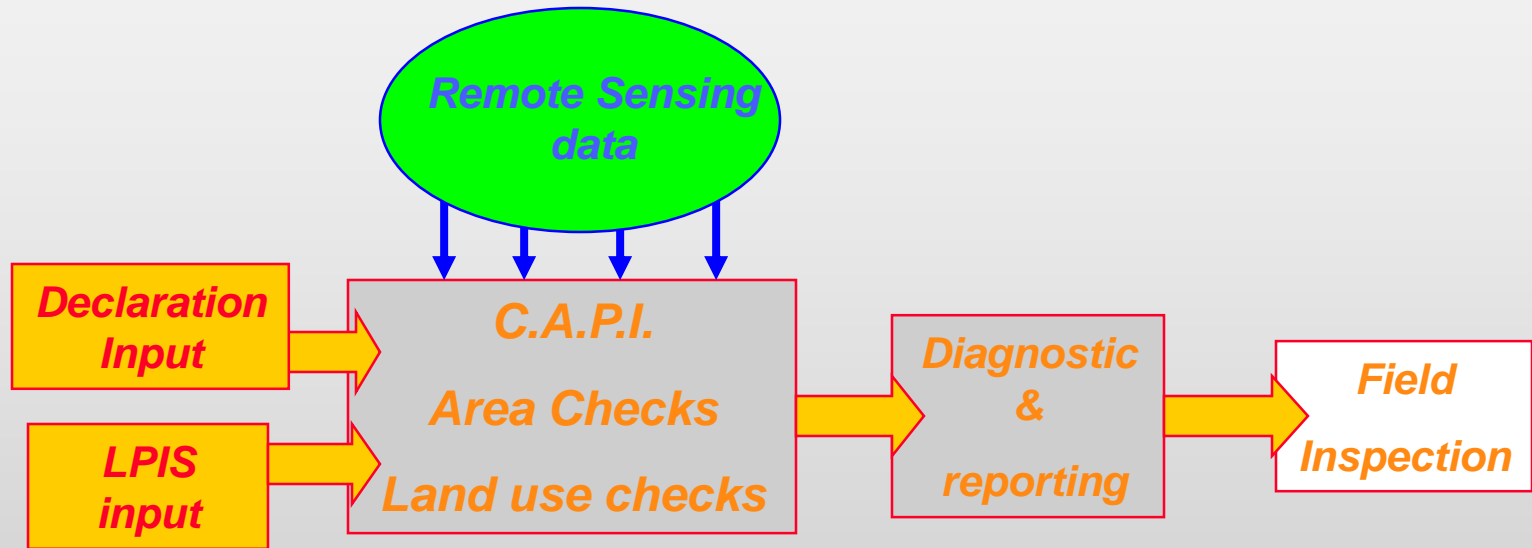 Remote Sensing
data
Declaration
Input
LPIS
input
C.A.P.I.
Area Checks
Land use checks
Diagnostic
&
reporting
Field
Inspection